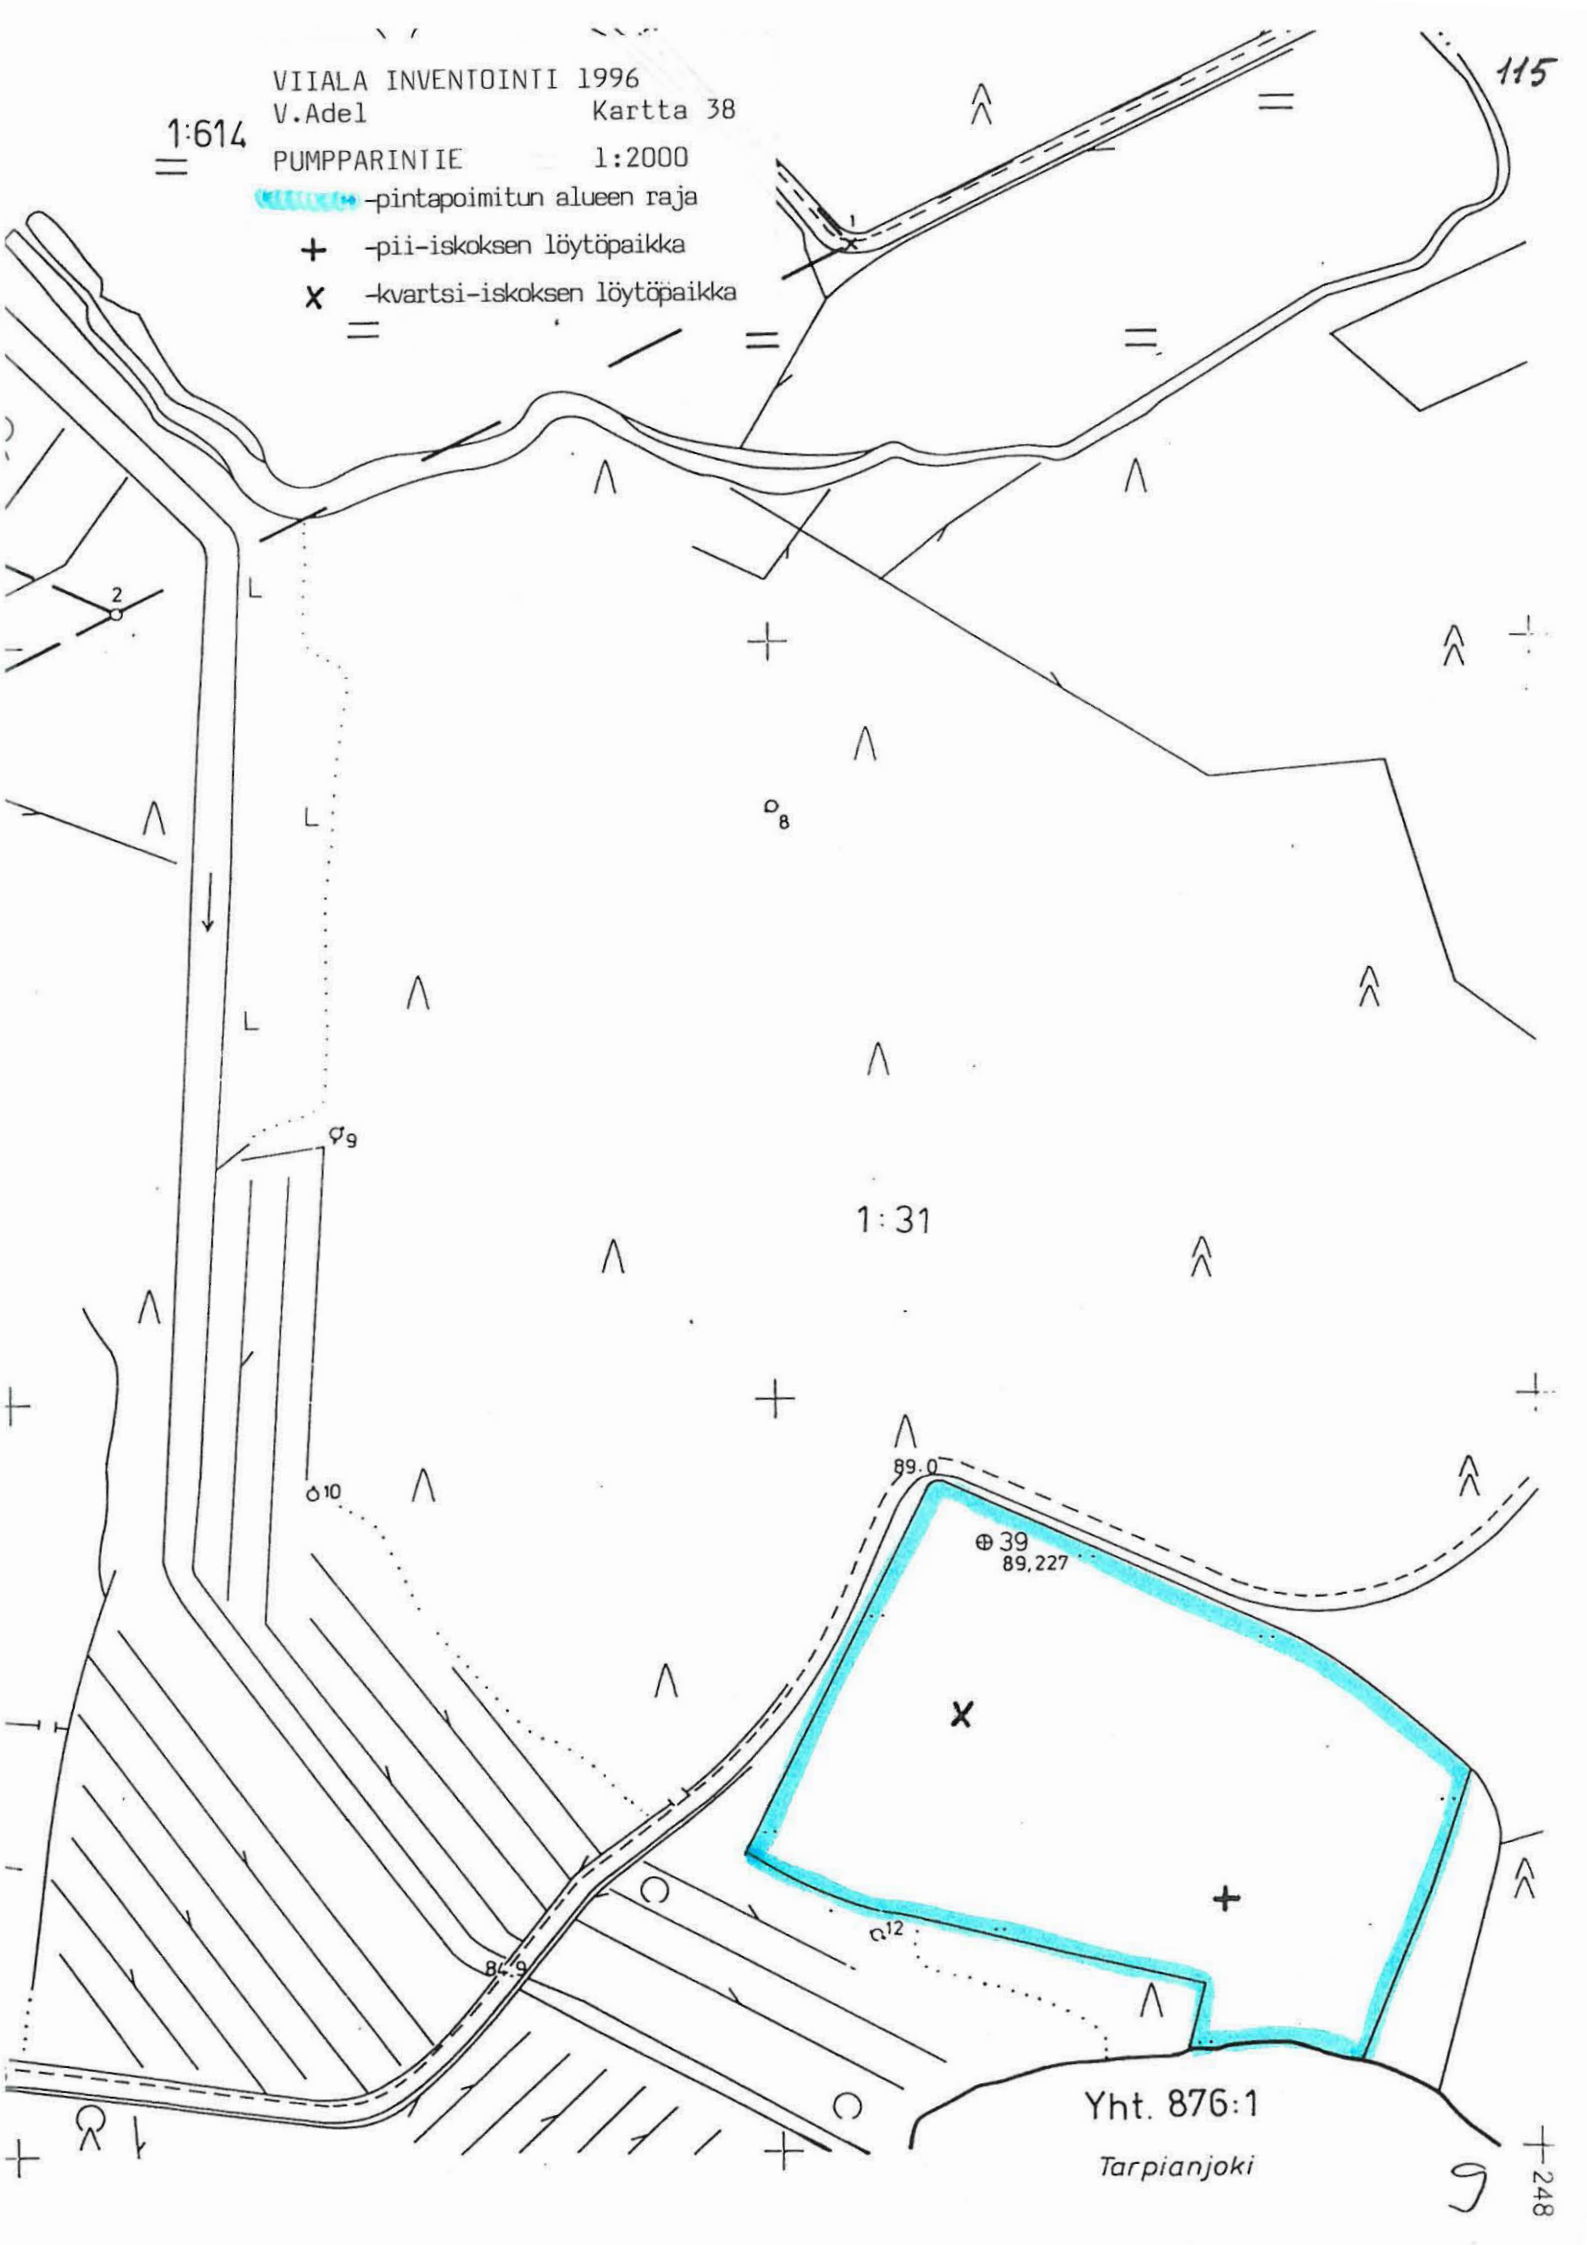 115
VIIALA INVENTOINTI 1996
V.Adel Kartta 38
1:614
PUMPPARINTIE 1:2000
-pintapoimitun alueen raja
+ -pii-iskoksen löytöpaikka
x -kvartsi-iskoksen löytöpaikka
1
2
L
8
L
L
9
1:31
89.0
10
39
89,227
x
+
12
84.9
Yht. 876:1
Tarpianjoki
9
248